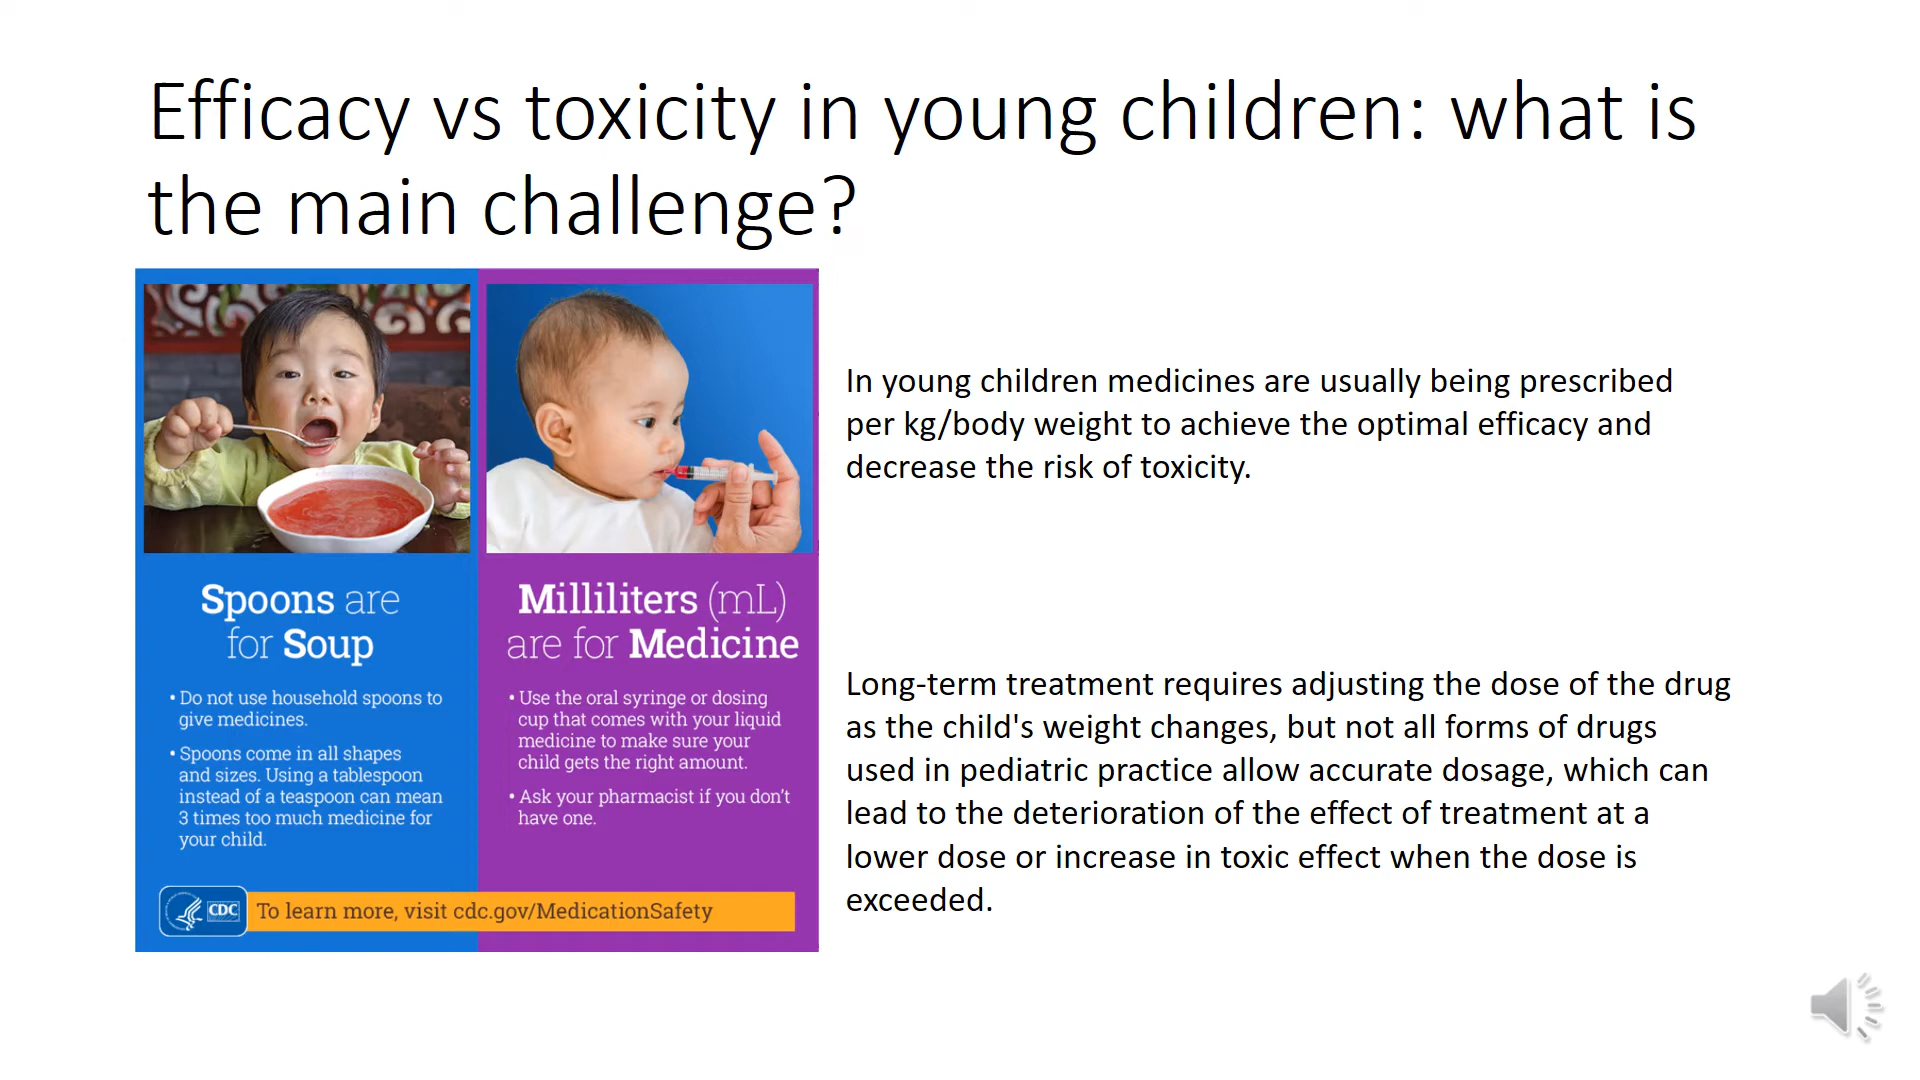 Efficacy vs toxicity in young children: what is
the main challenge?
Spoons are
for Soup
• Do not use household spoons to
give medicines.
• Spoons come in all shapes
and sizes. Using a tablespoon
instead of a teaspoon can mean
3 times too much medicine for
your child.
Milliliters (mL)
are for Medicine
• Use the oral syringe or dosing
cup that comes with your liquid
medicine to make sure your
child gets the right amount.
• Ask your pharmacist if you don't
have one.
CDC
To learn more, visit cdc.gov/MedicationSafety
In young children medicines are usually being prescribed
per kg/body weight to achieve the optimal efficacy and
decrease the risk of toxicity.
Long-term treatment requires adjusting the dose of the drug
as the child's weight changes, but not all forms of drugs
used in pediatric practice allow accurate dosage, which can
lead to the deterioration of the effect of treatment at a
lower dose or increase in toxic effect when the dose is
exceeded.